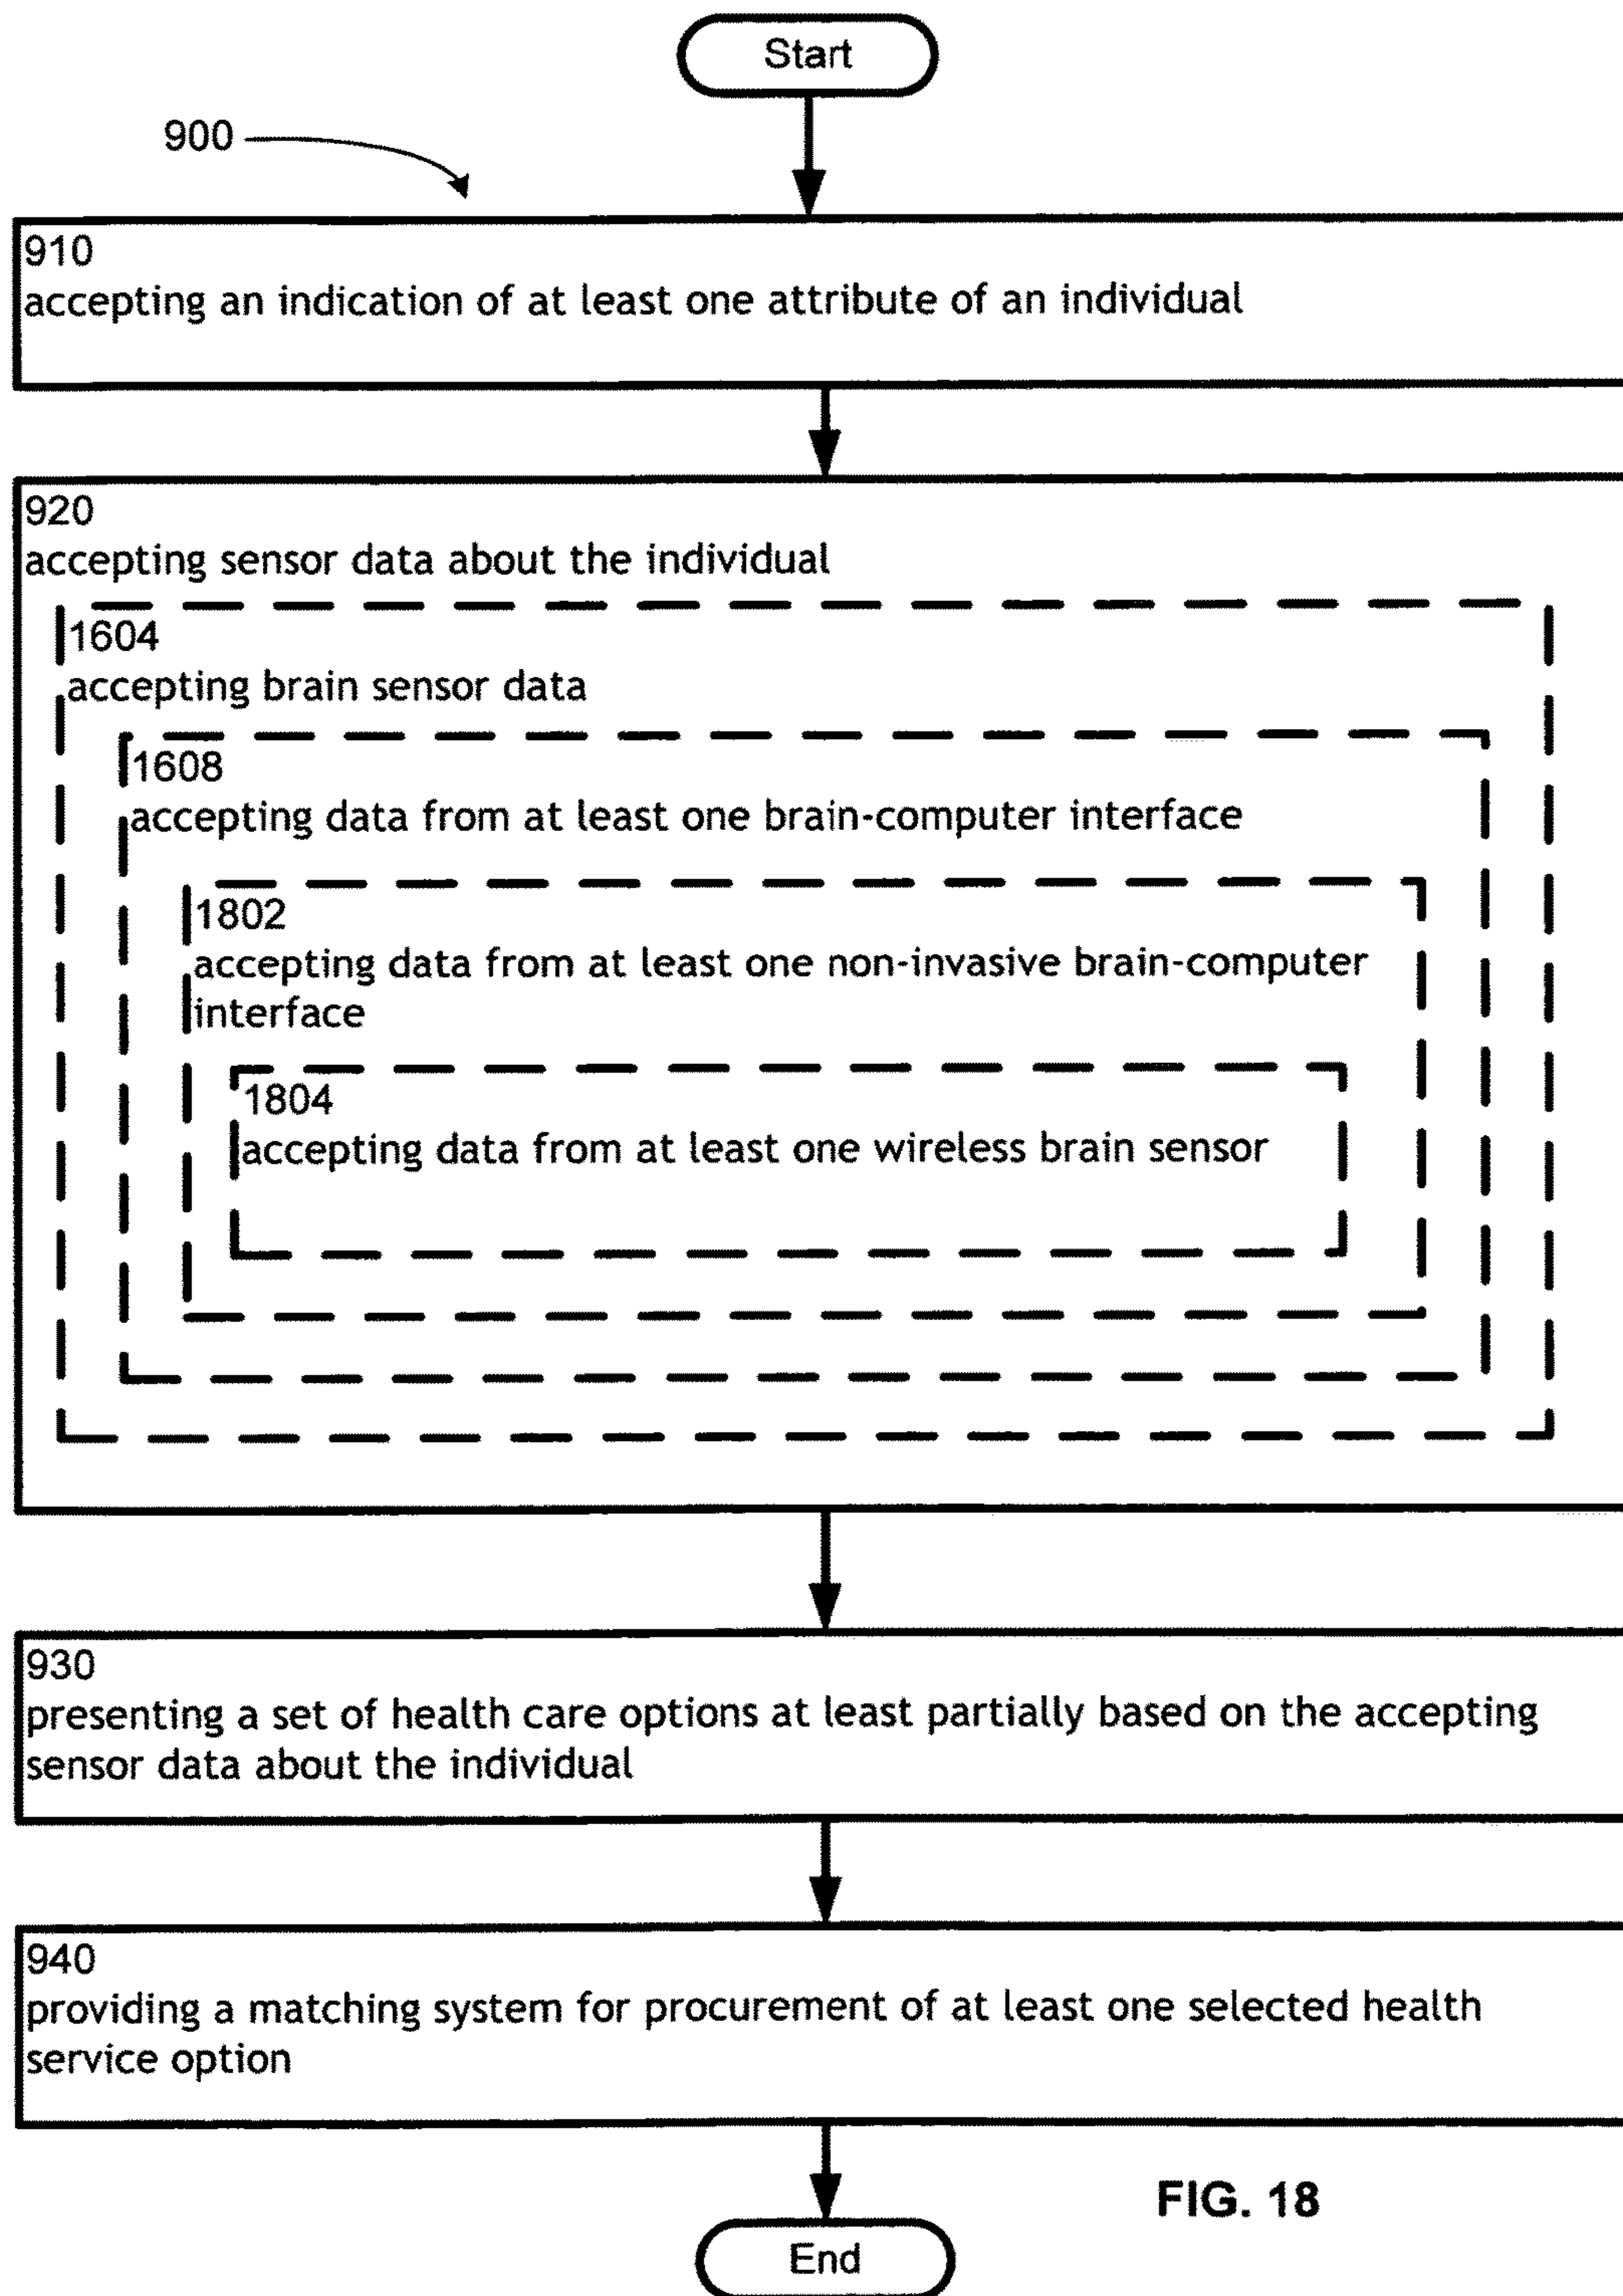 Start
900
910
accepting an indication of at least one attribute of an individual
920
accepting sensor data about the individual
1604
accepting brain sensor data
1608
accepting data from at least one brain-computer interface
1802
accepting data from at least one non-invasive brain-computer
interface
1804
accepting data from at least one wireless brain sensor
930
presenting a set of health care options at least partially based on the accepting
sensor data about the individual
940
providing a matching system for procurement of at least one selected health
service option
FIG. 18
End